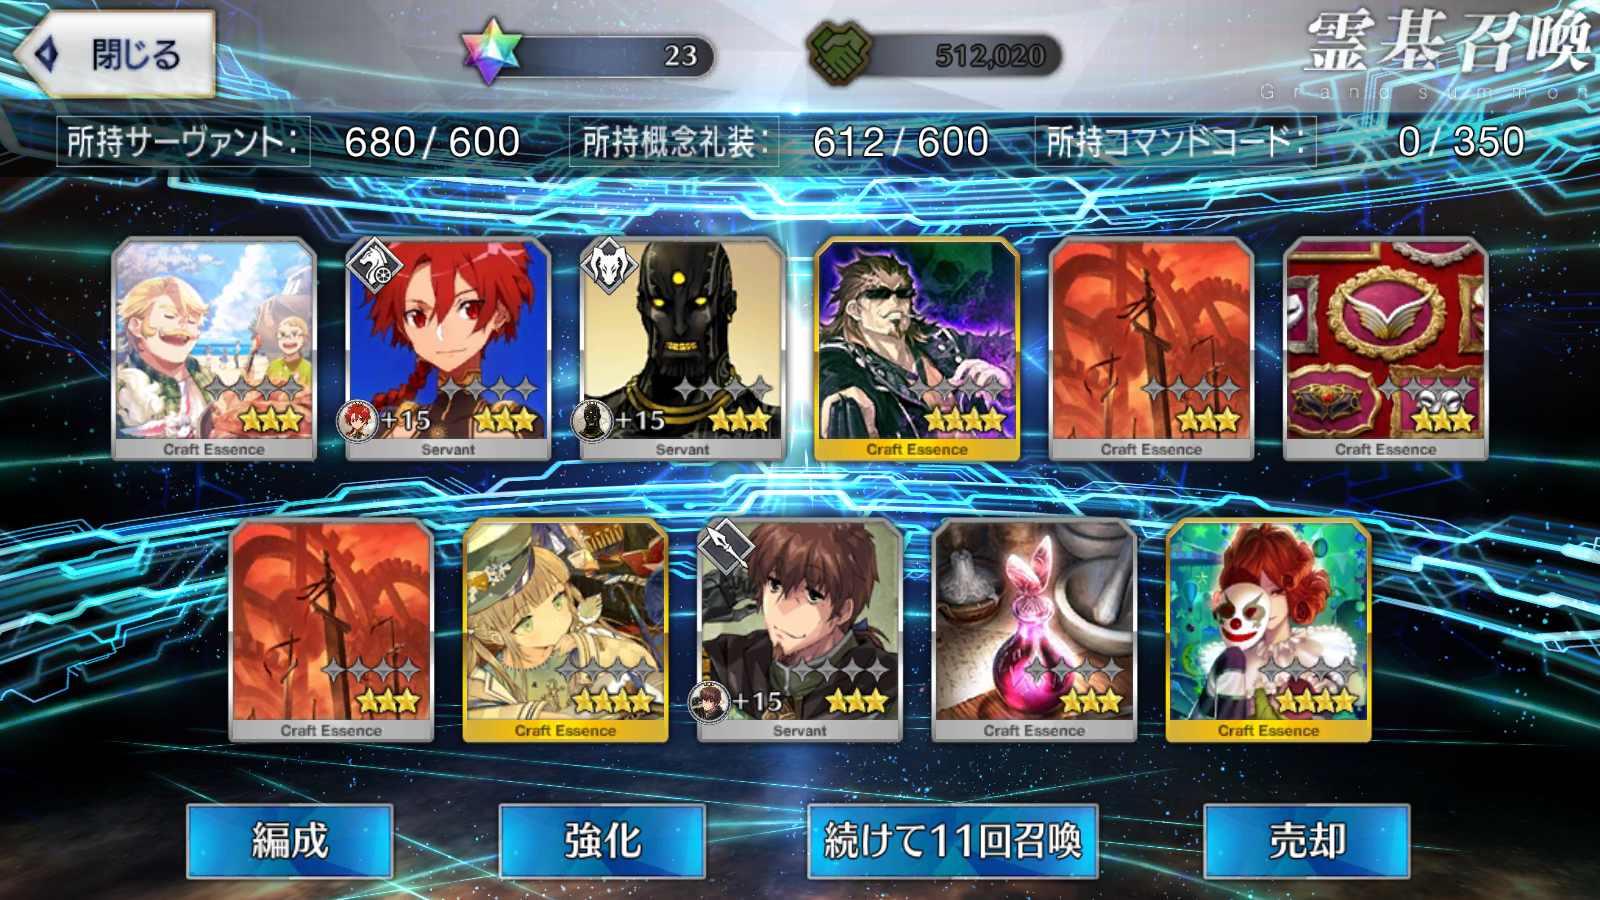 閉じる
23
512,020
霊基召喚
Grand summon
所持サーヴァント: 680/600
所持概念礼装: 612/600
所持コマンドコード: 0/350
Craft Essence
+15
Servant
+15
Servant
Craft Essence
Craft Essence
Craft Essence
Craft Essence
Craft Essence
+15
Servant
Craft Essence
Craft Essence
編成
強化
続けて11回召喚
売却